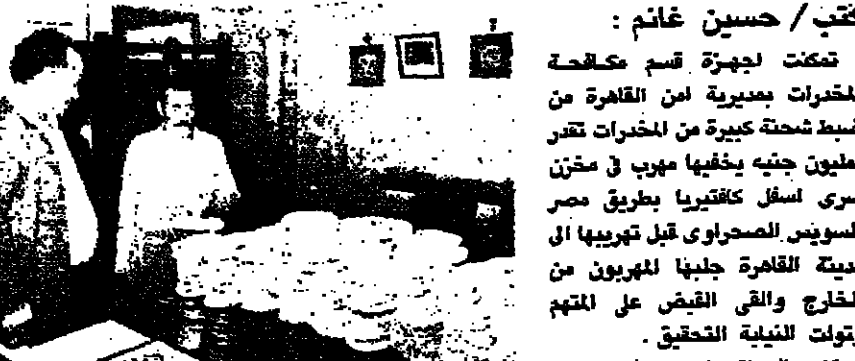 كتب / حسين غانم :
تمكنت اجهزة قسم مكافحة
المخدرات بمديرية امن القاهرة من
ضبط شحنة كبيرة من المخدرات تقدر
بمليون جنيه يخفيها مهرب فى مخزن
سرى اسفل كافتيريا بطريق مصر
السويس الصحراوى قبل تهريبها الى
مدينة القاهرة جلبها المهربون من
الخارج والقى القبض على المتهم
وتولت النيابة التحقيق .